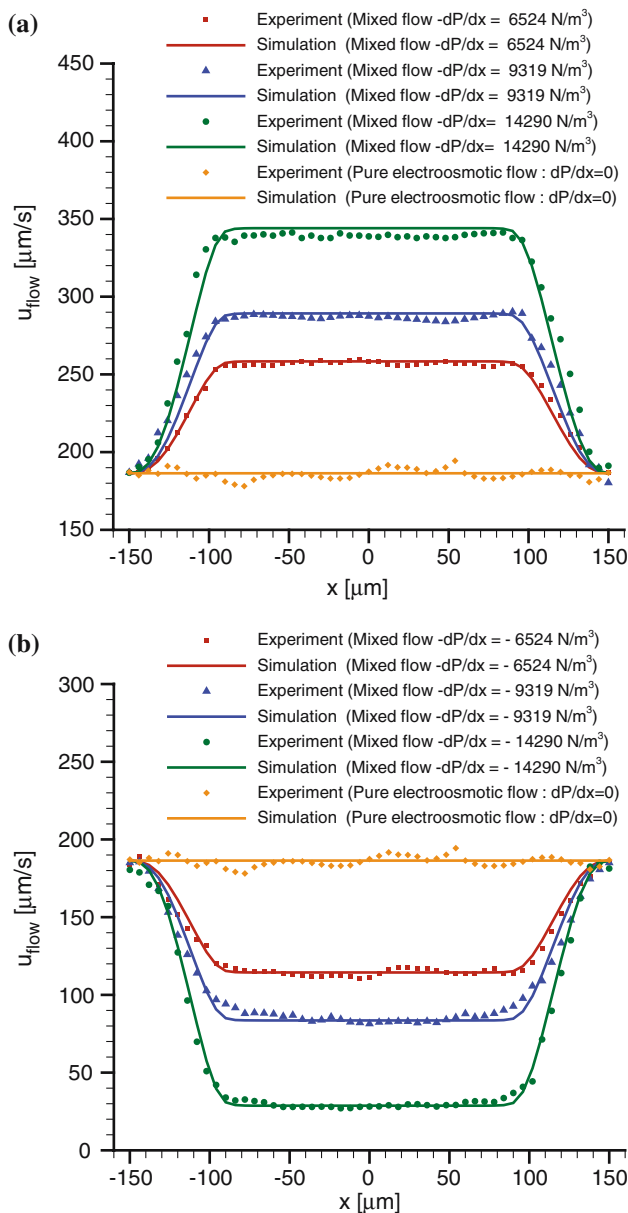 (a)
Experiment (Mixed flow -dP/dx = 6524 N/m³)
Simulation (Mixed flow -dP/dx = 6524 N/m³)
Experiment (Mixed flow -dP/dx = 9319 N/m³)
Simulation (Mixed flow -dP/dx = 9319 N/m³)
Experiment (Mixed flow -dP/dx= 14290 N/m³)
Simulation (Mixed flow -dP/dx= 14290 N/m³)
Experiment (Pure electroosmotic flow : dP/dx=0)
Simulation (Pure electroosmotic flow : dP/dx=0)
450
400
350
300
250
200
150
u_flow [µm/s]
-150 -100 -50 0 50 100 150
x [µm]
(b)
Experiment (Mixed flow -dP/dx = - 6524 N/m³)
Simulation (Mixed flow -dP/dx = - 6524 N/m³)
Experiment (Mixed flow -dP/dx = - 9319 N/m³)
Simulation (Mixed flow -dP/dx = - 9319 N/m³)
Experiment (Mixed flow -dP/dx = - 14290 N/m³)
Simulation (Mixed flow -dP/dx = - 14290 N/m³)
Experiment (Pure electroosmotic flow : dP/dx=0)
Simulation (Pure electroosmotic flow : dP/dx=0)
300
250
200
150
100
50
0
u_flow [µm/s]
-150 -100 -50 0 50 100 150
x [µm]